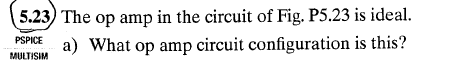 5.23 The op amp in the circuit of Fig. P5.23 is ideal.
PSPICE
MULTISIM
a) What op amp circuit configuration is this?